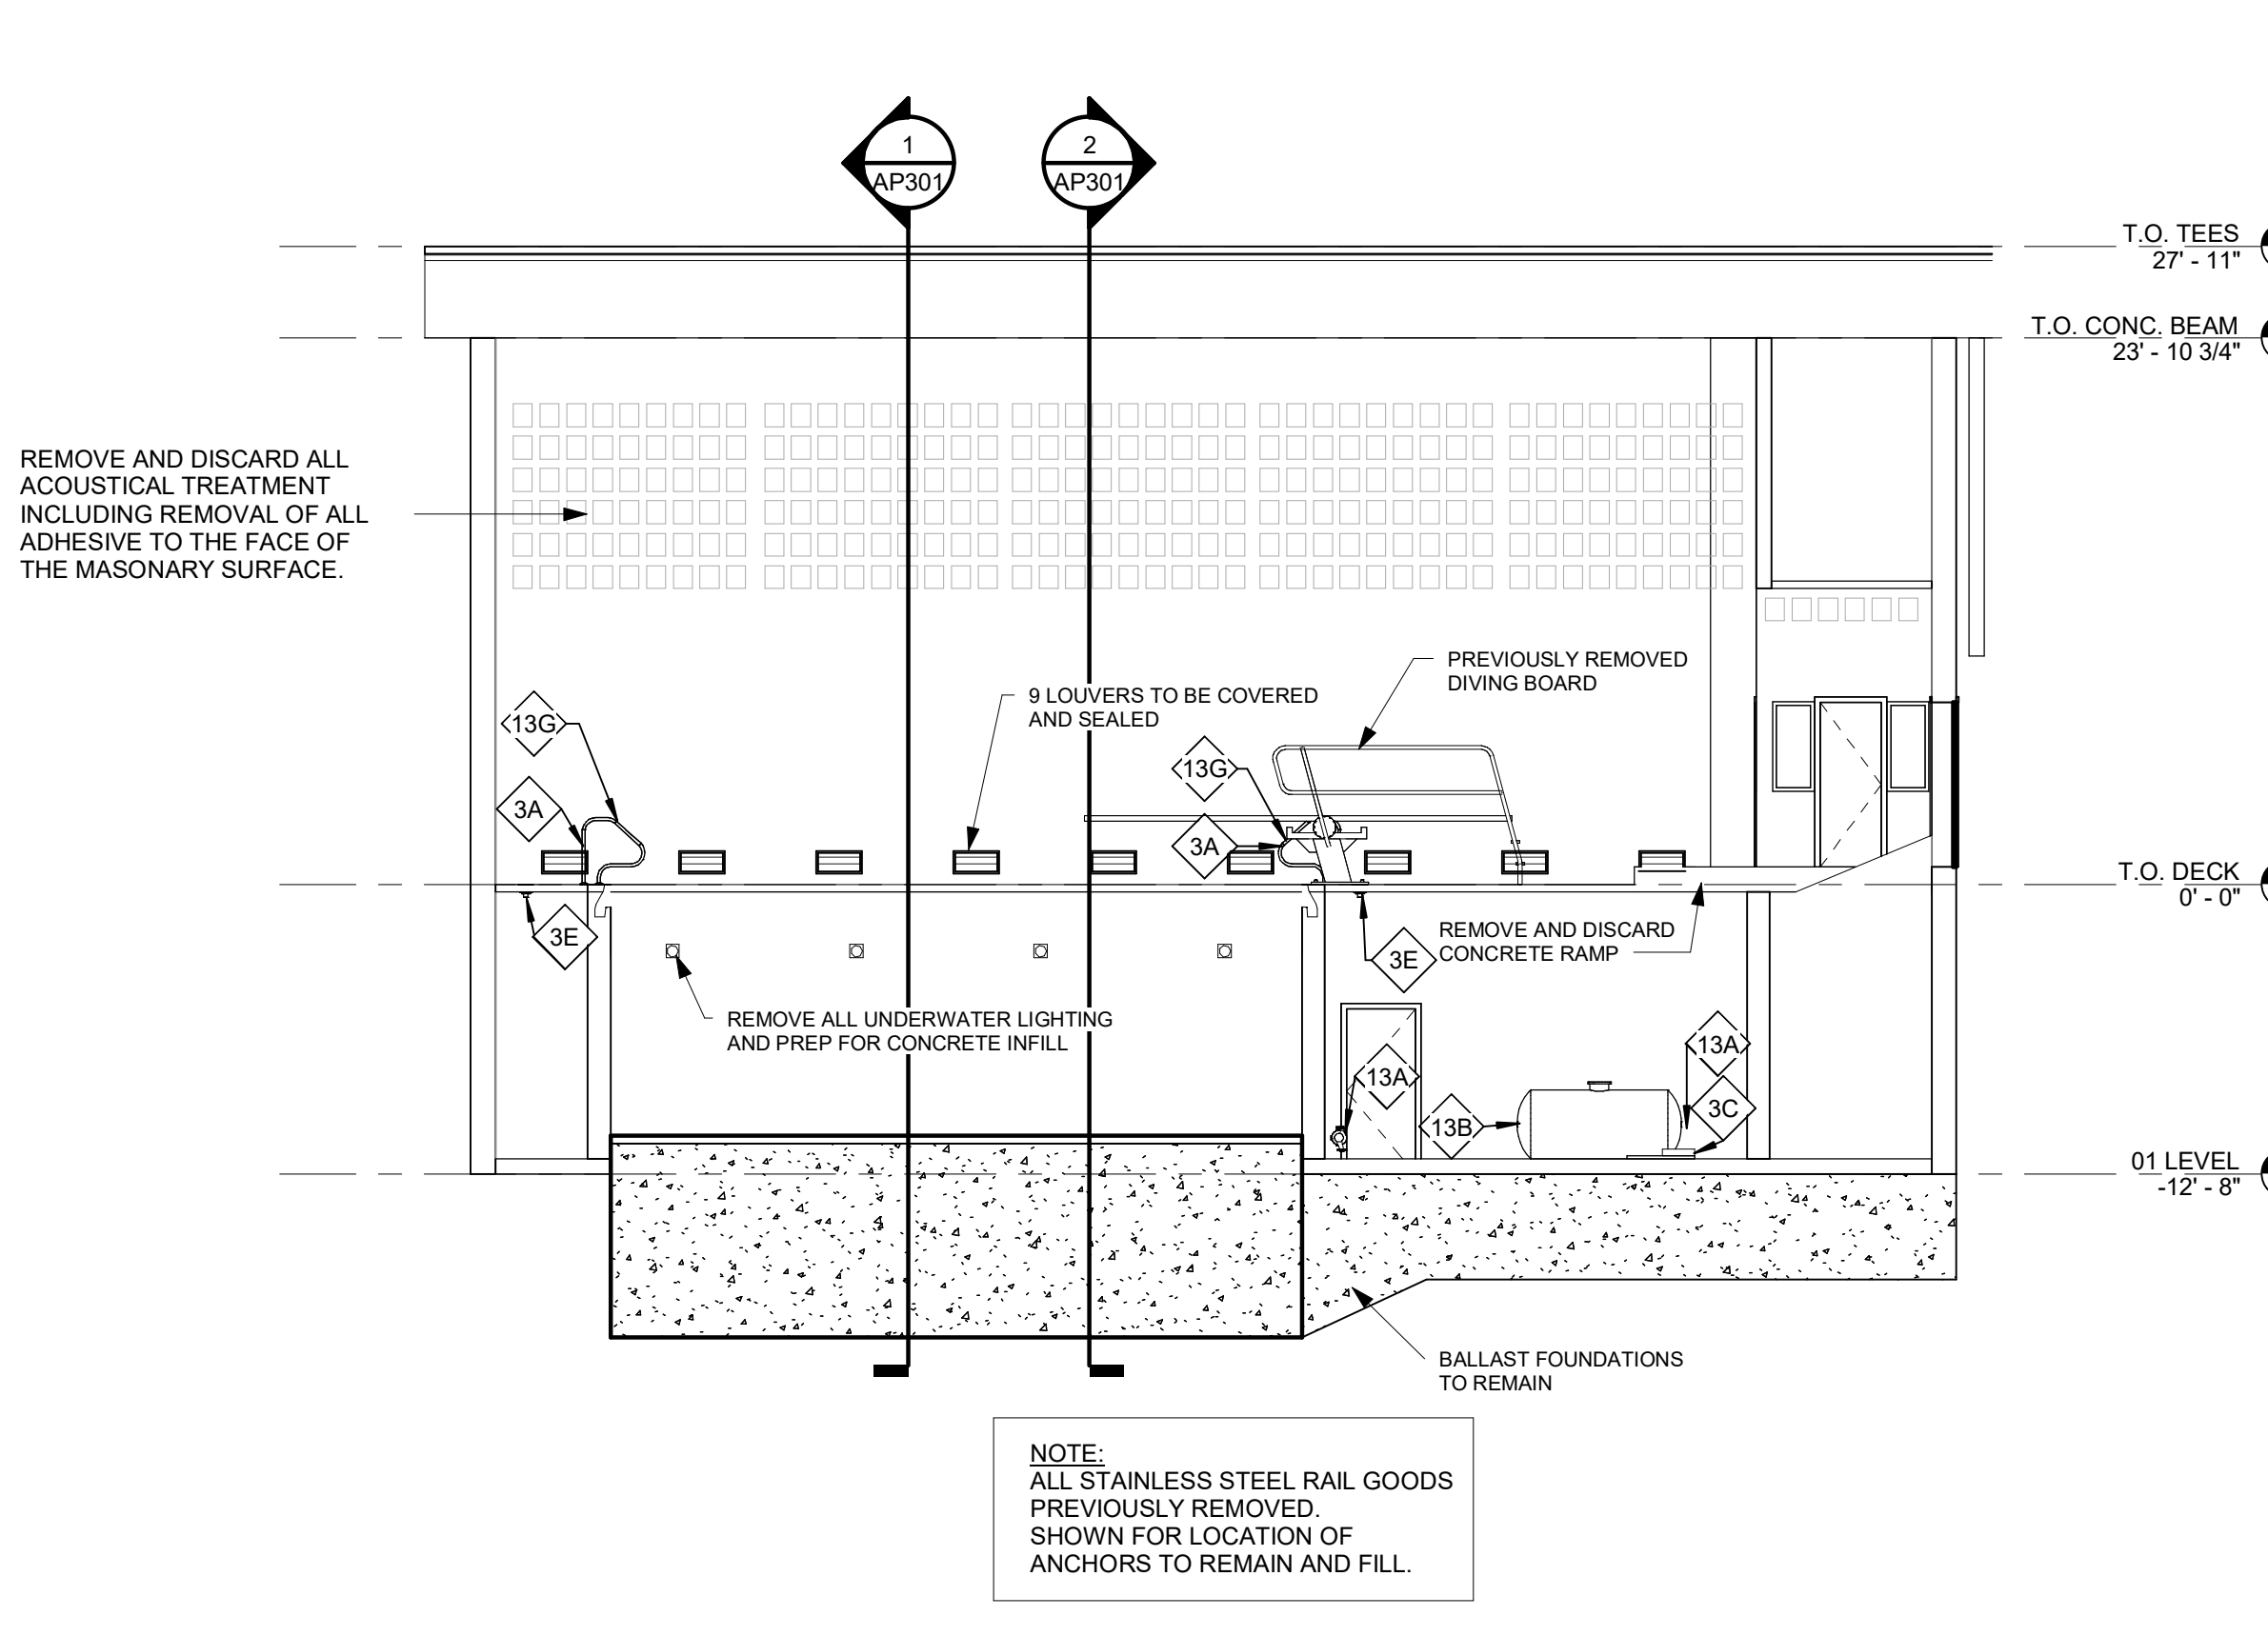 1
AP301
2
AP301
T.O. TEES
27' - 11"
T.O. CONC. BEAM
23' - 10 3/4"
REMOVE AND DISCARD ALL
ACOUSTICAL TREATMENT
INCLUDING REMOVAL OF ALL
ADHESIVE TO THE FACE OF
THE MASONARY SURFACE.
PREVIOUSLY REMOVED
DIVING BOARD
9 LOUVERS TO BE COVERED
AND SEALED
13G
13G
3A
3A
T.O. DECK
0' - 0"
3E
3E
REMOVE AND DISCARD
CONCRETE RAMP
REMOVE ALL UNDERWATER LIGHTING
AND PREP FOR CONCRETE INFILL
13A
13A
13B
3C
01 LEVEL
-12' - 8"
BALLAST FOUNDATIONS
TO REMAIN
NOTE:
ALL STAINLESS STEEL RAIL GOODS
PREVIOUSLY REMOVED.
SHOWN FOR LOCATION OF
ANCHORS TO REMAIN AND FILL.